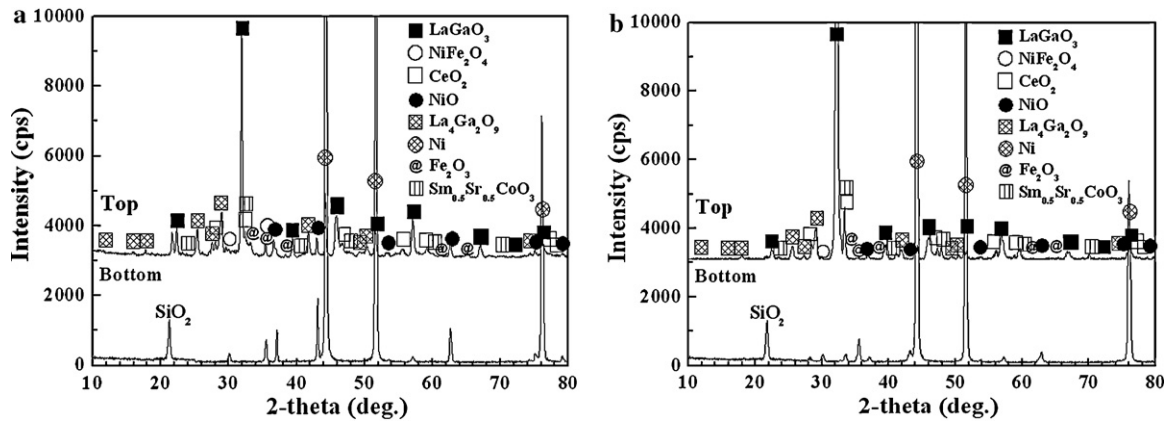 a
Intensity (cps)
10000
8000
6000
4000
2000
0
LaGaO₃
NiFe₂O₄
CeO₂
NiO
La₄Ga₂O₉
Ni
@ Fe₂O₃
Sm₀.₅Sr₀.₅CoO₃
Top
@ @ @ @ @
Bottom
SiO₂
10 20 30 40 50 60 70 80
2-theta (deg.)
b
Intensity (cps)
10000
8000
6000
4000
2000
0
LaGaO₃
NiFe₂O₄
CeO₂
NiO
La₄Ga₂O₉
Ni
@ Fe₂O₃
Sm₀.₅Sr₀.₅CoO₃
Top
@ @ @ @ @
Bottom
SiO₂
10 20 30 40 50 60 70 80
2-theta (deg.)